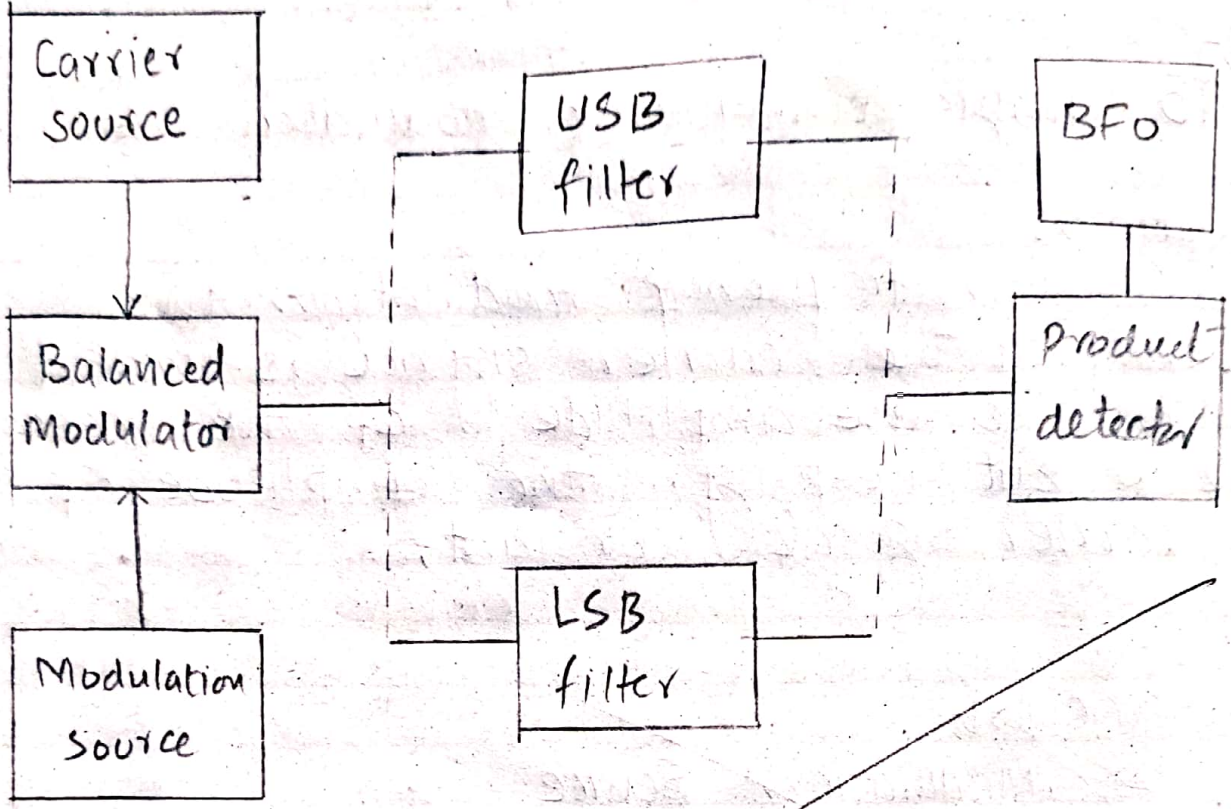 Carrier
source
USB
filter
BFO
Balanced
Modulator
Product
detector
LSB
filter
Modulation
source